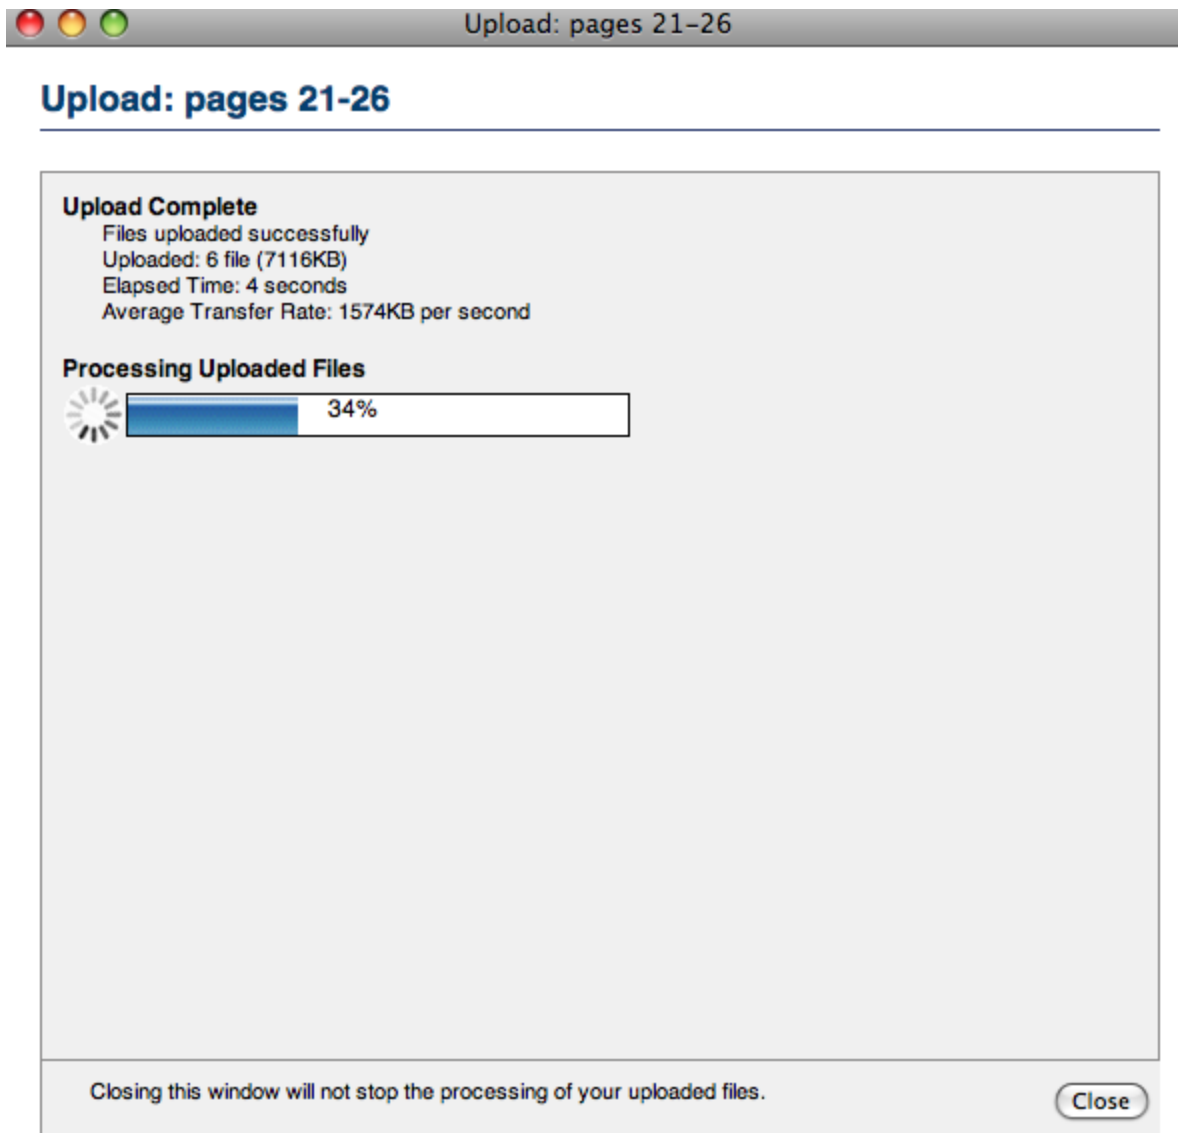 Upload: pages 21–26
Upload: pages 21-26
Upload Complete
Files uploaded successfully
Uploaded: 6 file (7116KB)
Elapsed Time: 4 seconds
Average Transfer Rate: 1574KB per second
Processing Uploaded Files
34%
Closing this window will not stop the processing of your uploaded files.
Close